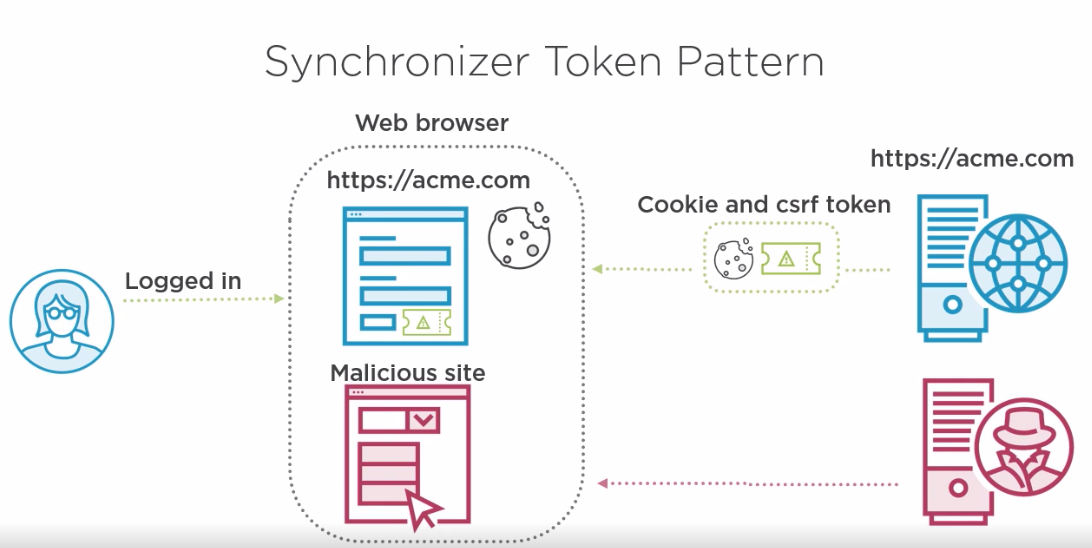 Synchronizer Token Pattern
Web browser
https://acme.com
https://acme.com
Cookie and csrf token
Logged in
Malicious site